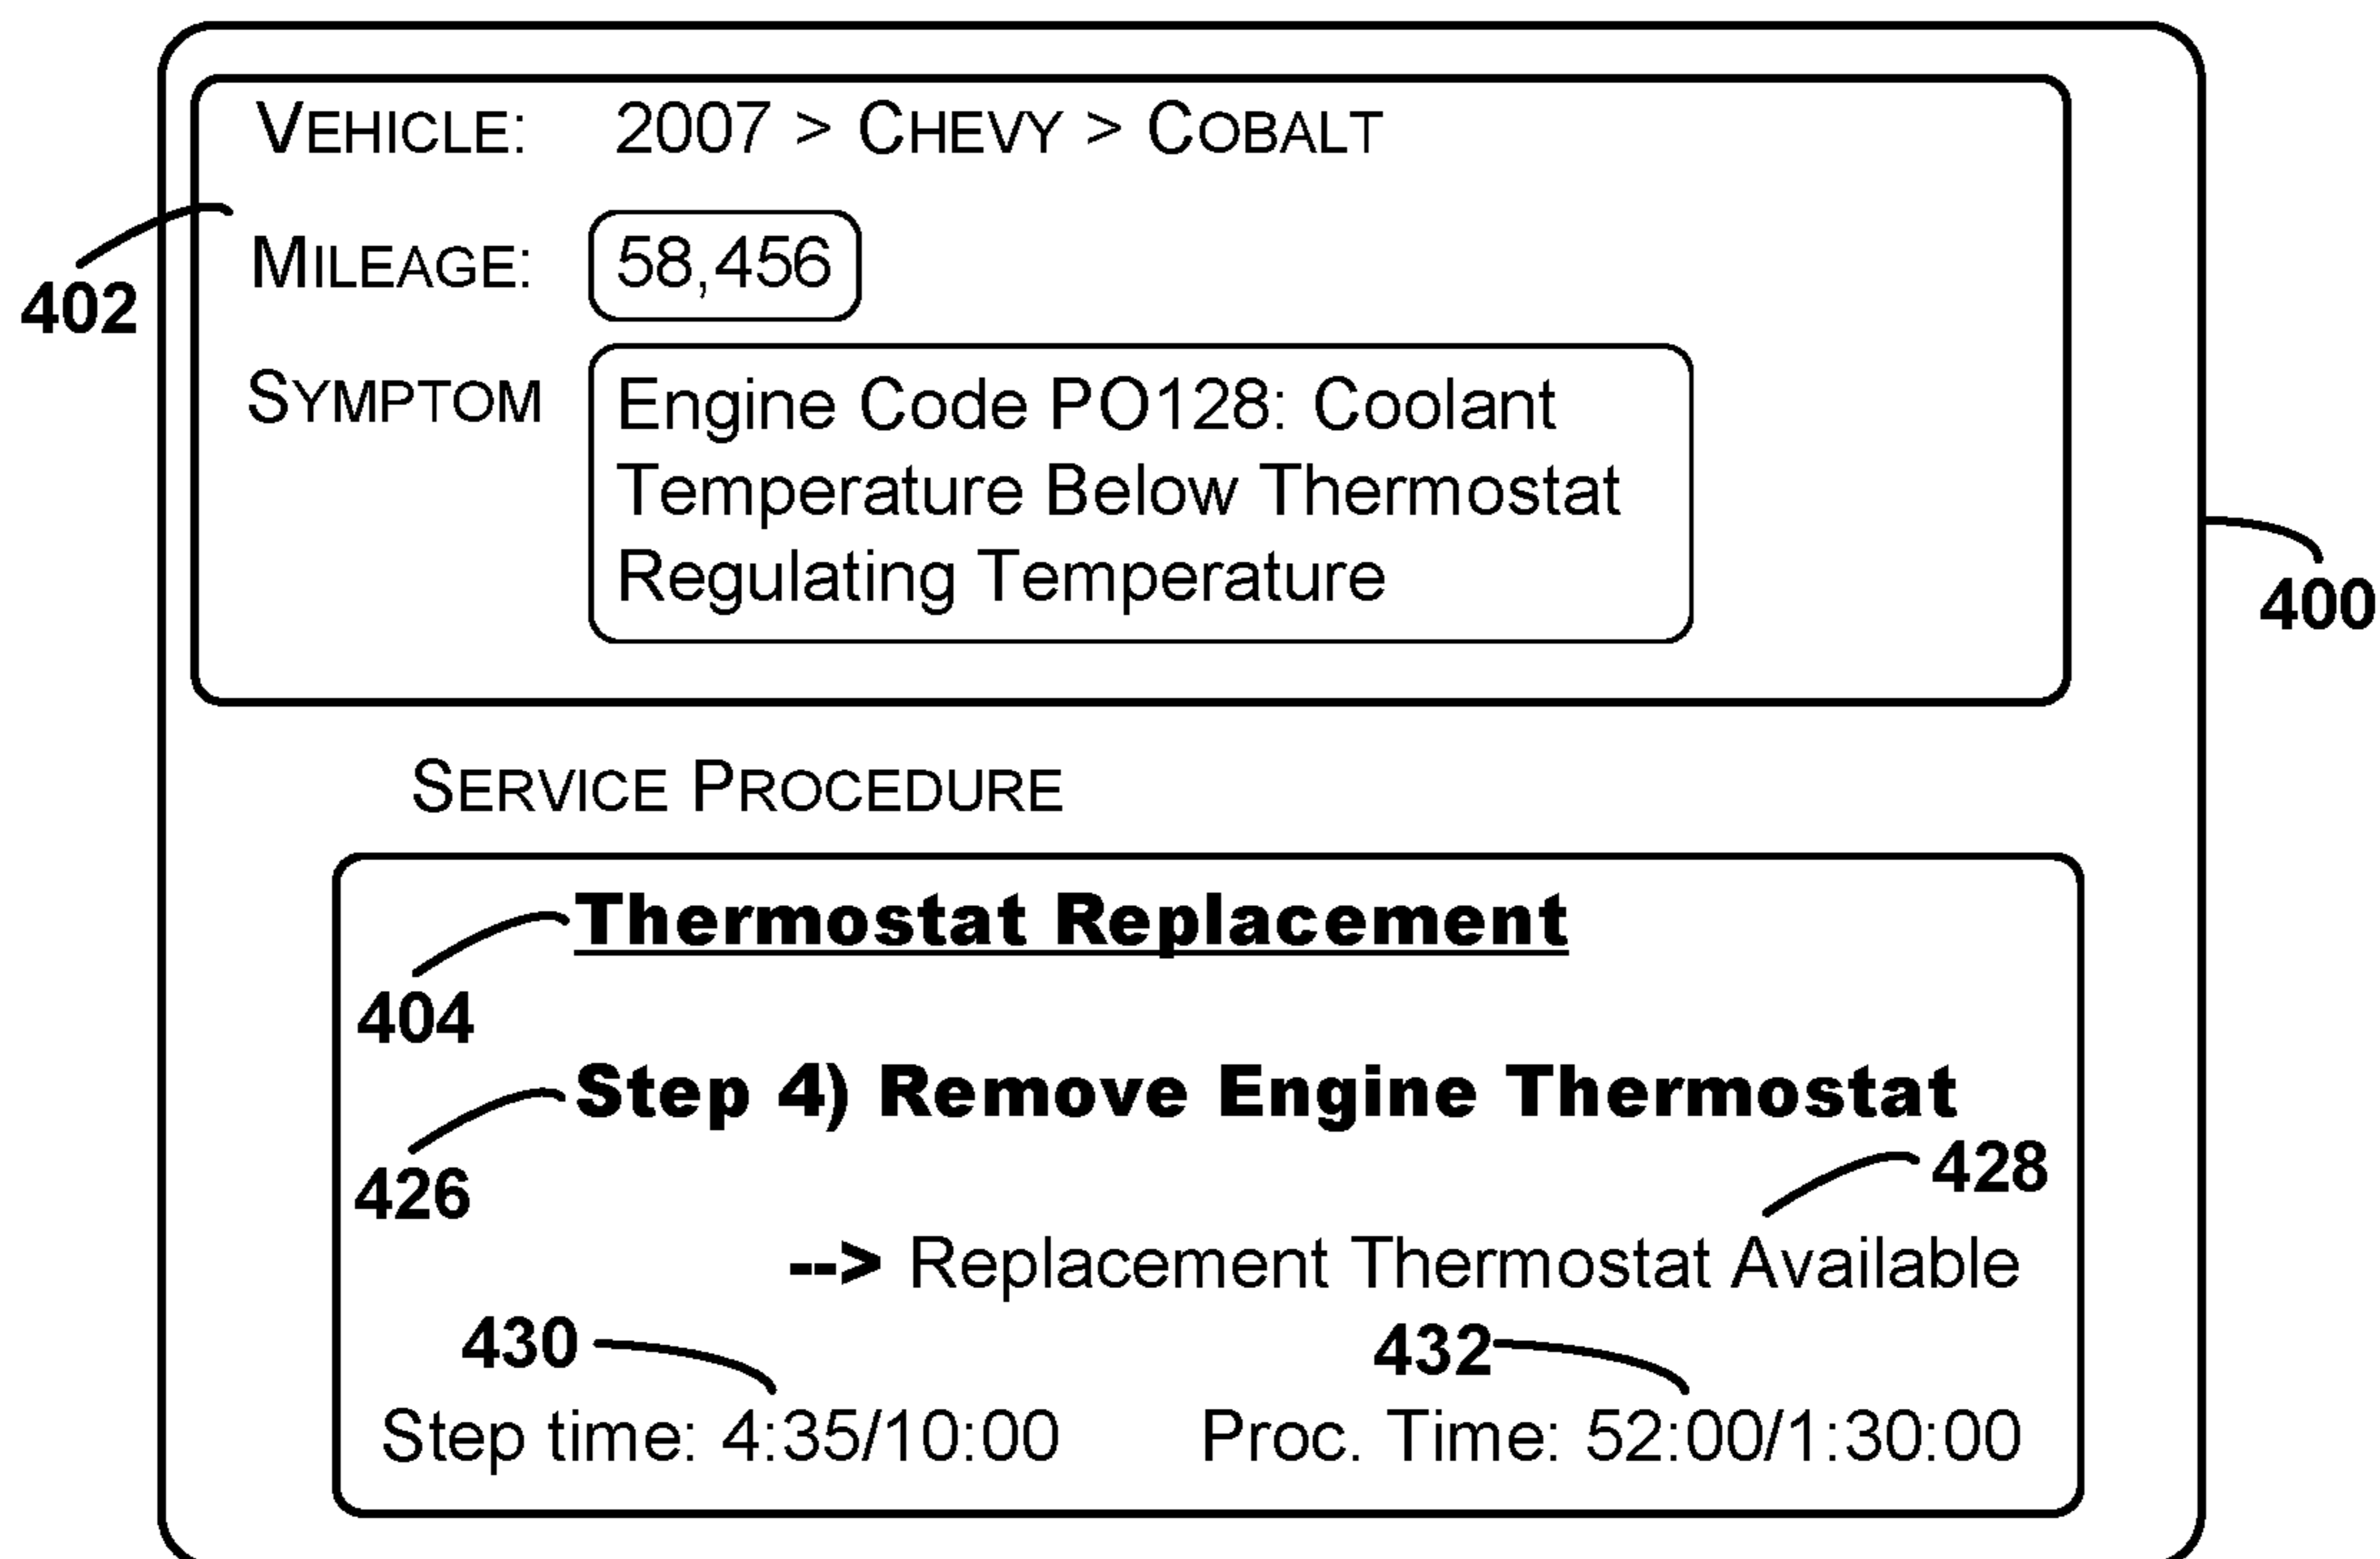 VEHICLE: 2007 > CHEVY > COBALT
MILEAGE: 58,456
402
SYMPTOM Engine Code PO128: Coolant
Temperature Below Thermostat
Regulating Temperature
400
SERVICE PROCEDURE
Thermostat Replacement
404
Step 4) Remove Engine Thermostat
426
428
--> Replacement Thermostat Available
430 432
Step time: 4:35/10:00 Proc. Time: 52:00/1:30:00